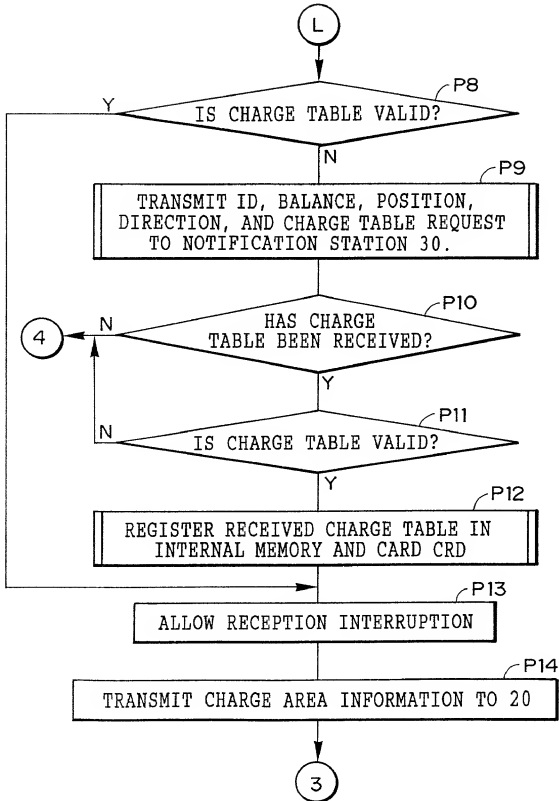 L
P8
Y
IS CHARGE TABLE VALID?
N
P9
TRANSMIT ID, BALANCE, POSITION,
DIRECTION, AND CHARGE TABLE REQUEST
TO NOTIFICATION STATION 30.
P10
4
N
HAS CHARGE
TABLE BEEN RECEIVED?
Y
P11
N
IS CHARGE TABLE VALID?
Y
P12
REGISTER RECEIVED CHARGE TABLE IN
INTERNAL MEMORY AND CARD CRD
P13
ALLOW RECEPTION INTERRUPTION
P14
TRANSMIT CHARGE AREA INFORMATION TO 20
3